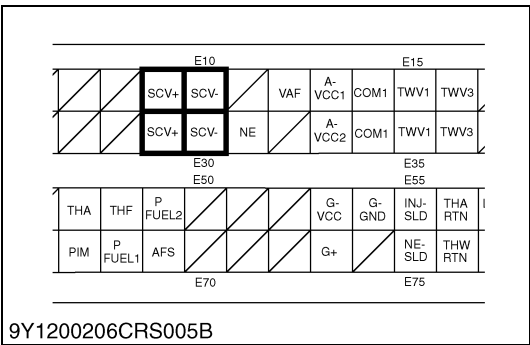 E10 E15
SCV+ SCV- VAF A-VCC1 COM1 TWV1 TWV3
SCV+ SCV- NE A-VCC2 COM1 TWV1 TWV3
E30 E35
E50 E55
THA THF P FUEL2 G-VCC G-GND INJ-SLD THA RTN
PIM P FUEL1 AFS G+ NE-SLD THW RTN
E70 E75
9Y1200206CRS005B